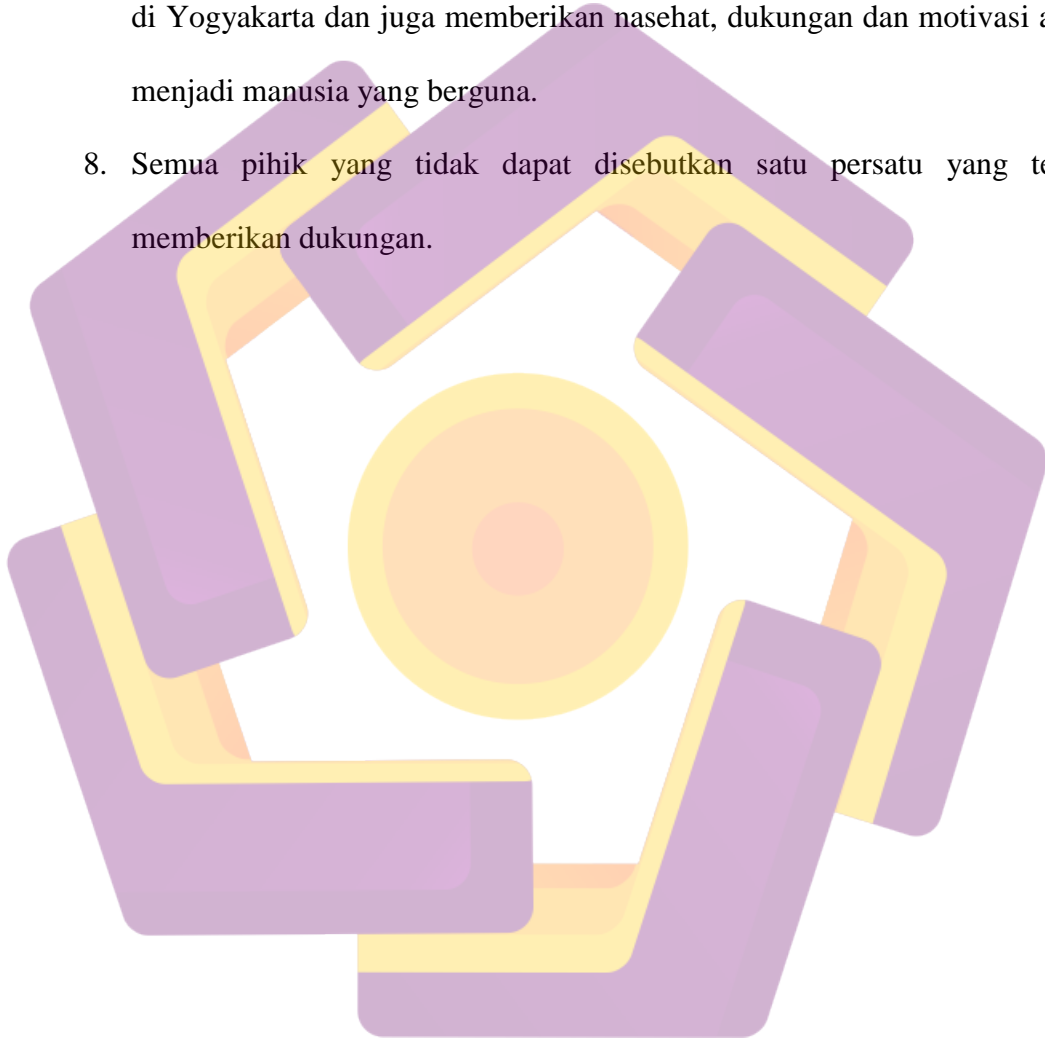 di Yogyakarta dan juga memberikan nasehat, dukungan dan motivasi a
menjadi manusia yang berguna.
8. Semua pihik yang tidak dapat disebutkan satu persatu yang te
memberikan dukungan.